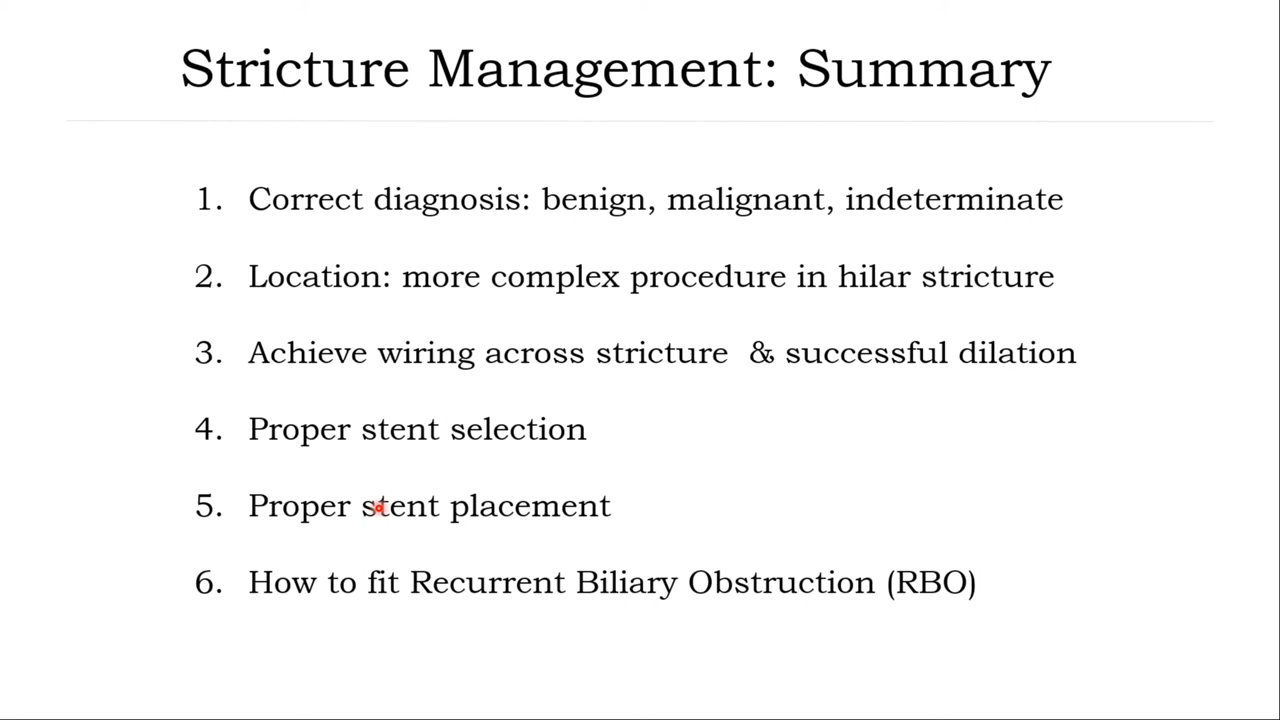 Stricture Management: Summary
1. Correct diagnosis: benign, malignant, indeterminate
2. Location: more complex procedure in hilar stricture
3. Achieve wiring across stricture & successful dilation
4. Proper stent selection
5. Proper stent placement
6. How to fit Recurrent Biliary Obstruction (RBO)